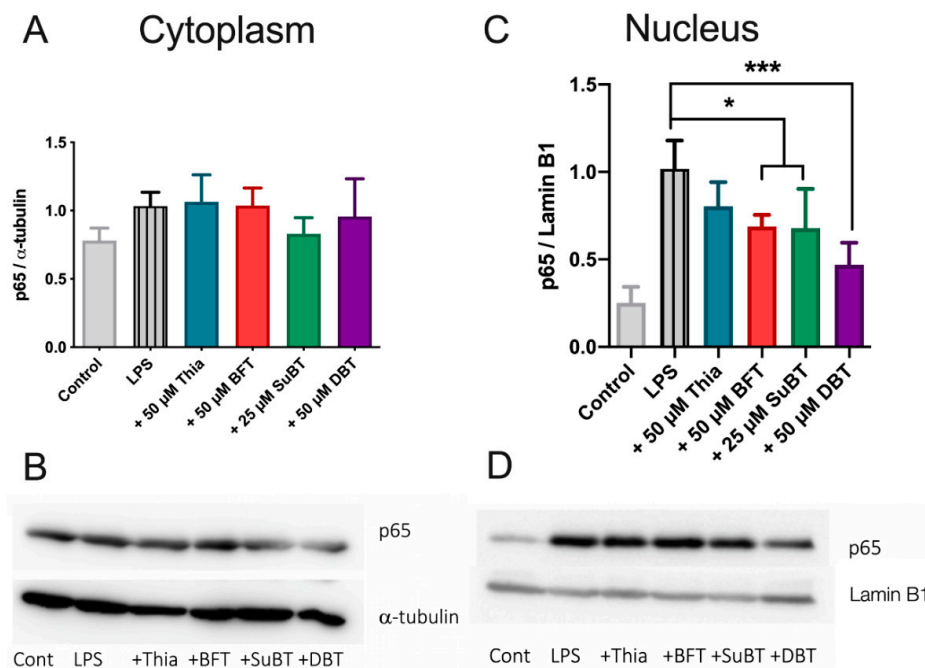 A Cytoplasm
p65 / α-tubulin
1.5
1.0
0.5
0.0
Control
LPS
+ 50 µM Thia
+ 50 µM BFT
+ 25 µM SuBT
+ 50 µM DBT
C Nucleus
***
*
p65 / Lamin B1
1.5
1.0
0.5
0.0
Control
LPS
+ 50 µM Thia
+ 50 µM BFT
+ 25 µM SuBT
+ 50 µM DBT
B
p65
α-tubulin
Cont LPS +Thia +BFT +SuBT +DBT
D
p65
Lamin B1
Cont LPS +Thia +BFT +SuBT +DBT